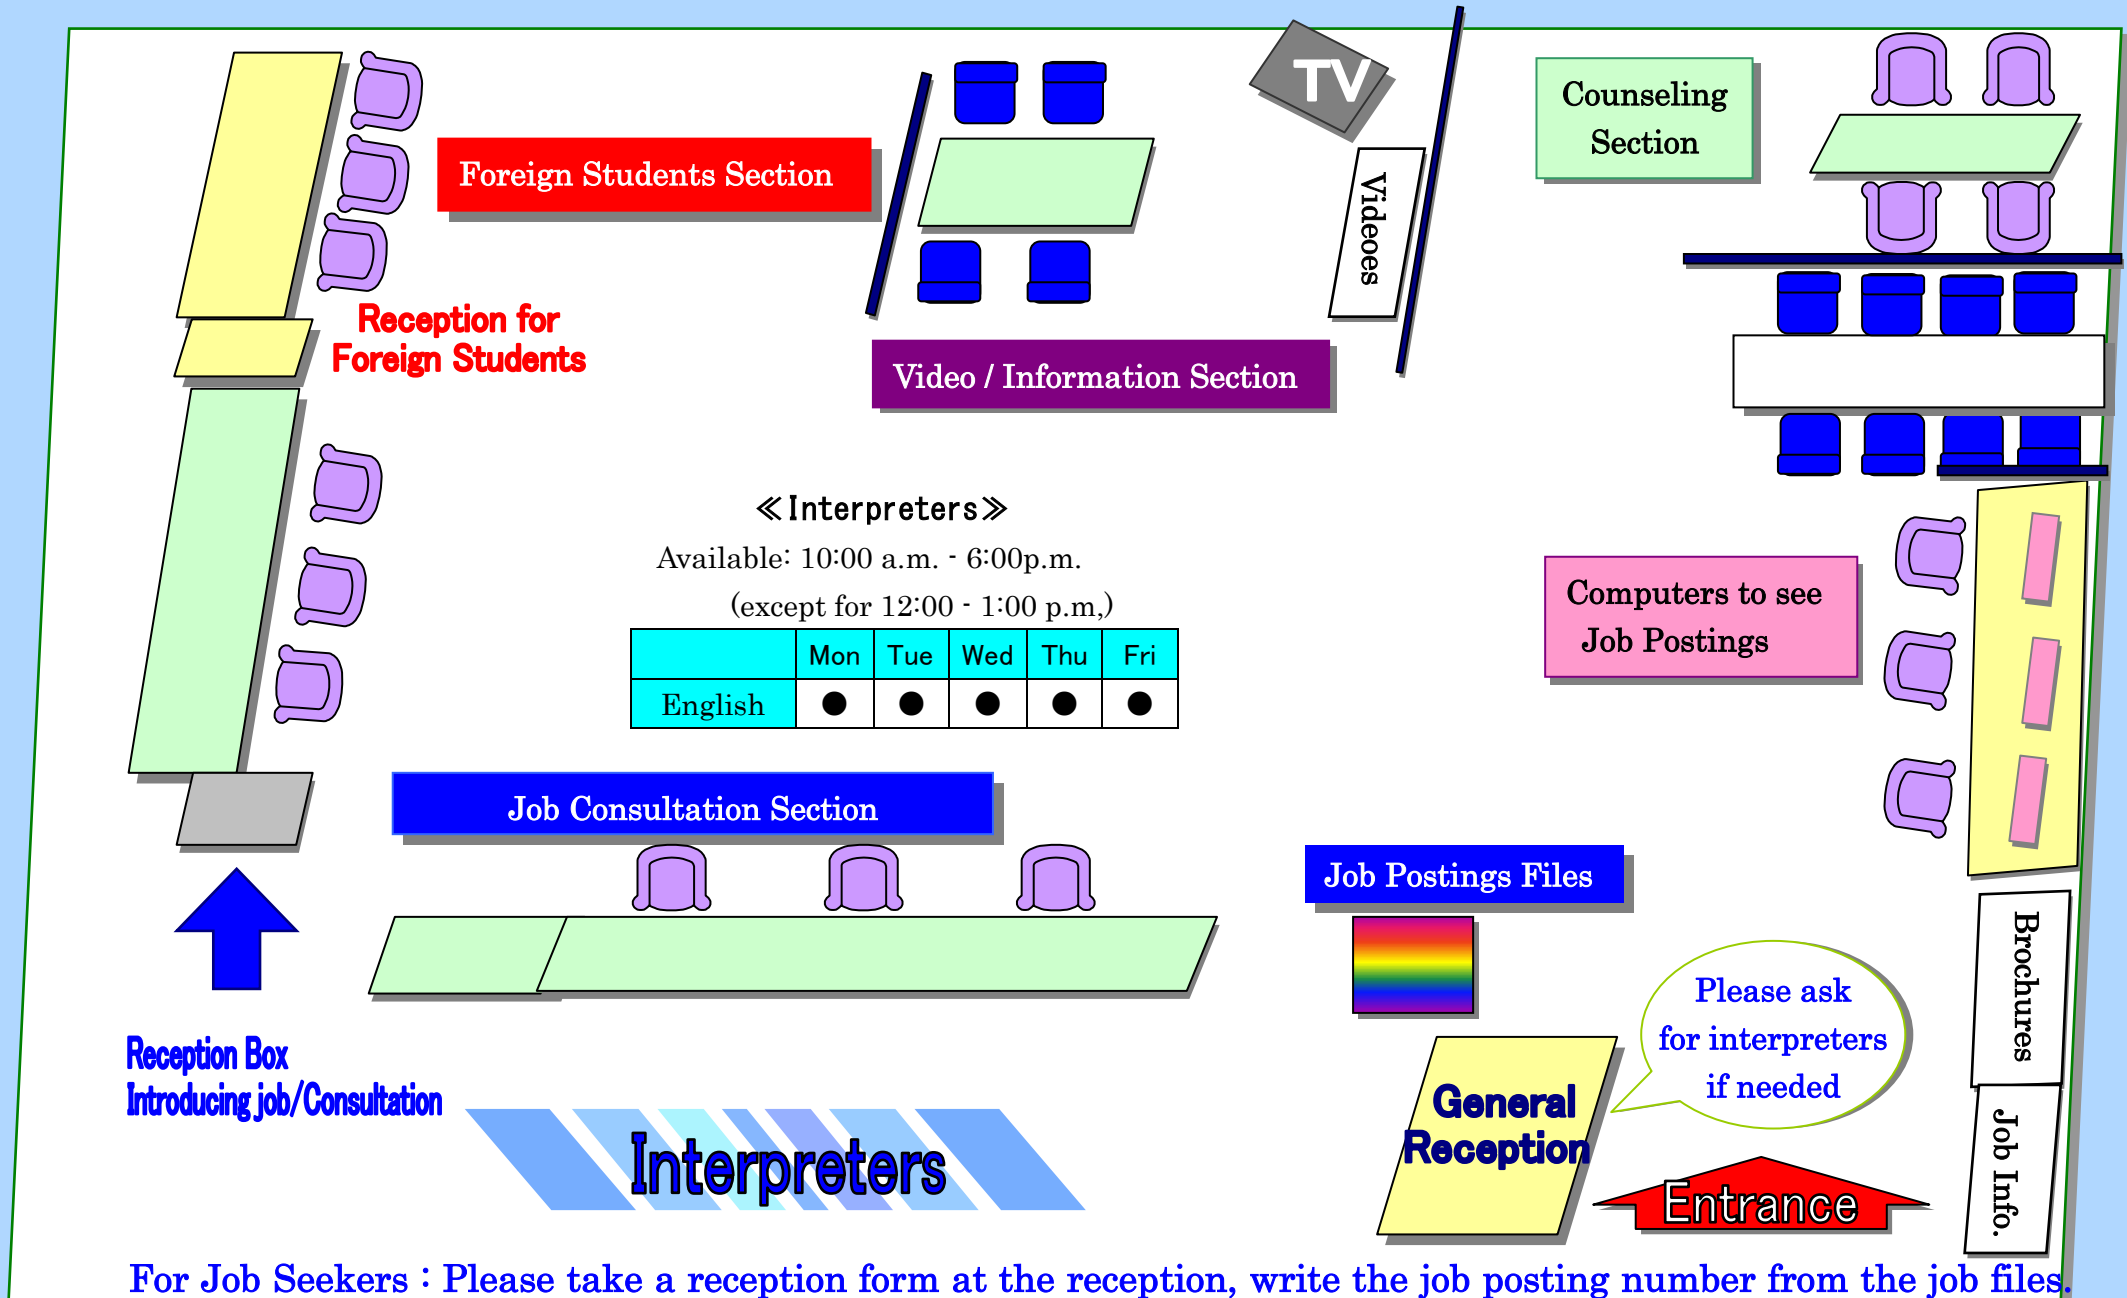 TV
Counseling
Section
Foreign Students Section
Videoes
Reception for
Foreign Students
Video / Information Section
≪Interpreters≫
Available: 10:00 a.m. - 6:00p.m.
(except for 12:00 - 1:00 p.m,)
Mon Tue Wed Thu Fri
English ● ● ● ● ●
Computers to see
Job Postings
Job Consultation Section
Job Postings Files
Brochures
Please ask
for interpreters
if needed
Reception Box
Introducing job/Consultation
General
Reception
Job Info.
Interpreters
Entrance
For Job Seekers : Please take a reception form at the reception, write the job posting number from the job files.